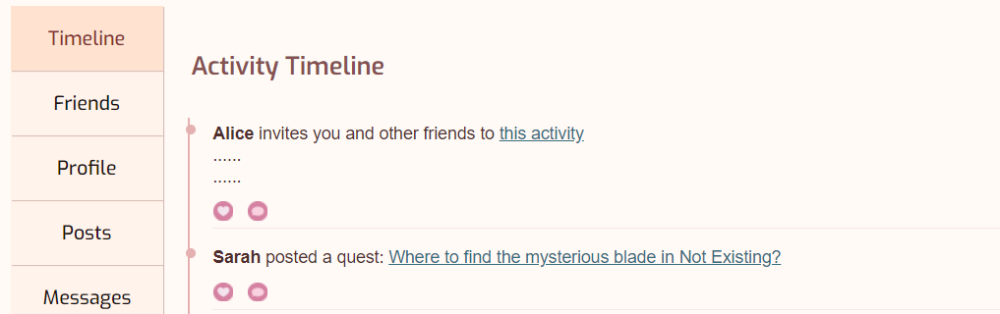 Timeline
Friends
Profile
Posts
Messages
Activity Timeline
Alice invites you and other friends to this activity
......
......
Sarah posted a quest: Where to find the mysterious blade in Not Existing?